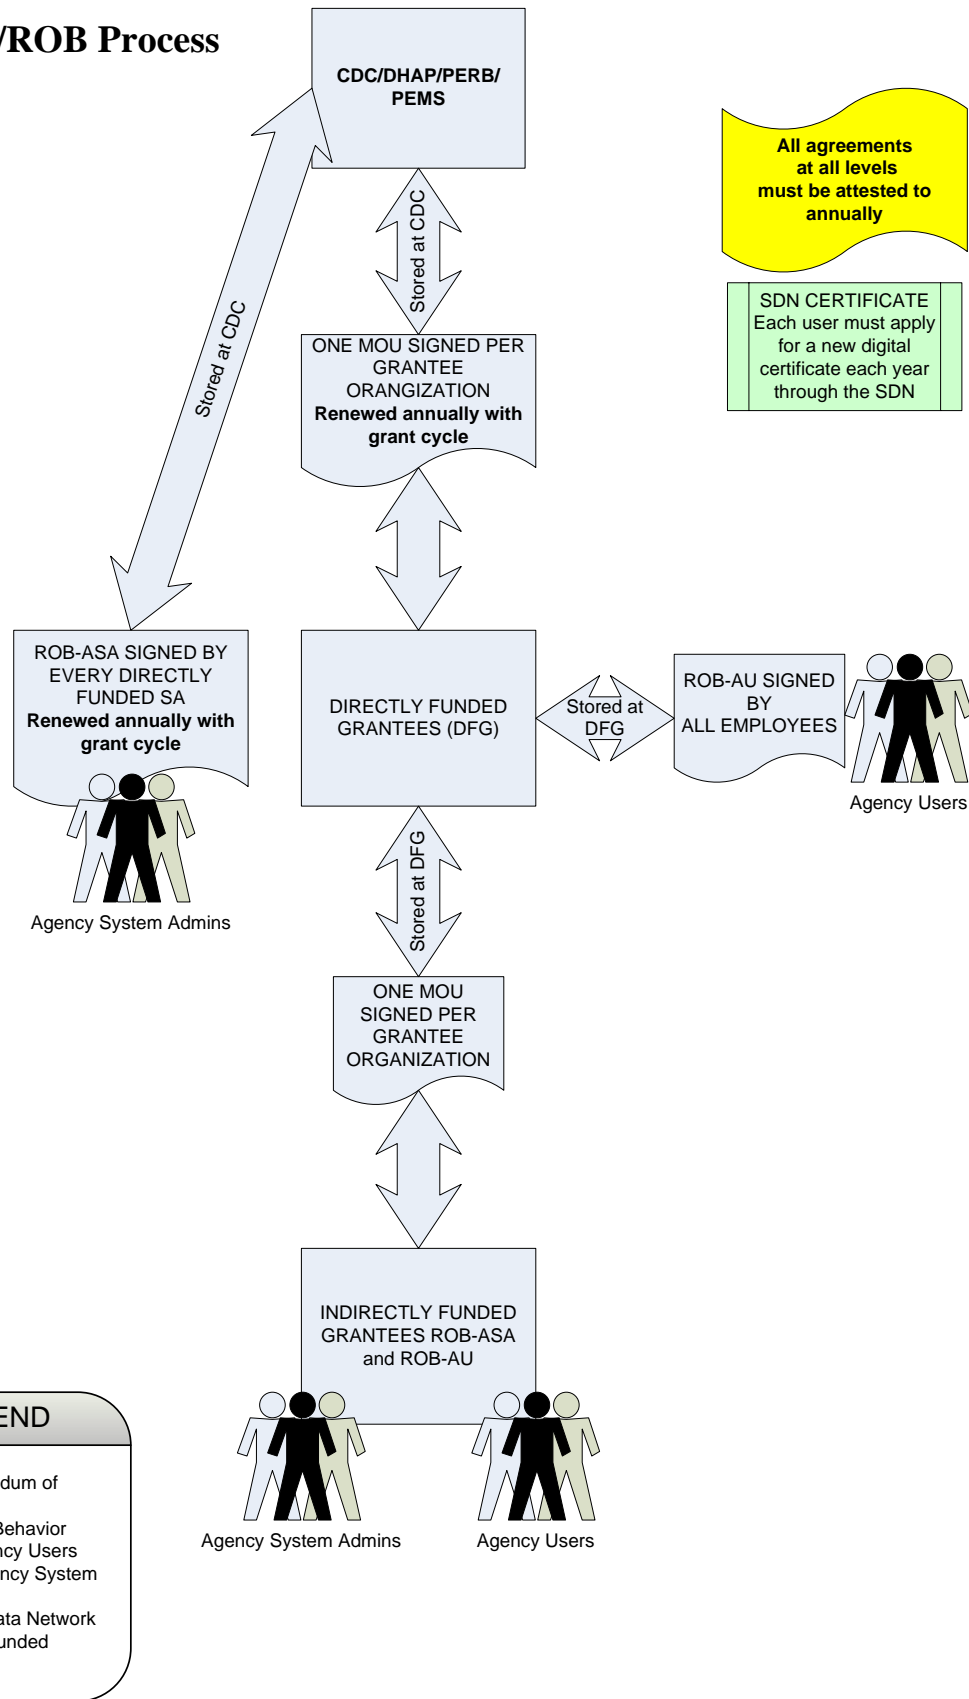 /ROB Process
CDC/DHAP/PERB/
PEMS
All agreements
at all levels
must be attested to
annually
SDN CERTIFICATE
Each user must apply
for a new digital
certificate each year
through the SDN
Stored at CDC
Stored at CDC
ONE MOU SIGNED PER
GRANTEE
ORANGIZATION
Renewed annually with
grant cycle
ROB-ASA SIGNED BY
EVERY DIRECTLY
FUNDED SA
Renewed annually with
grant cycle
Agency System Admins
DIRECTLY FUNDED
GRANTEES (DFG)
Stored at
DFG
ROB-AU SIGNED
BY
ALL EMPLOYEES
Agency Users
Stored at DFG
ONE MOU
SIGNED PER
GRANTEE
ORGANIZATION
INDIRECTLY FUNDED
GRANTEES ROB-ASA
and ROB-AU
Agency System Admins
Agency Users
END
dum of
Behavior
ncy Users
ncy System
ata Network
unded